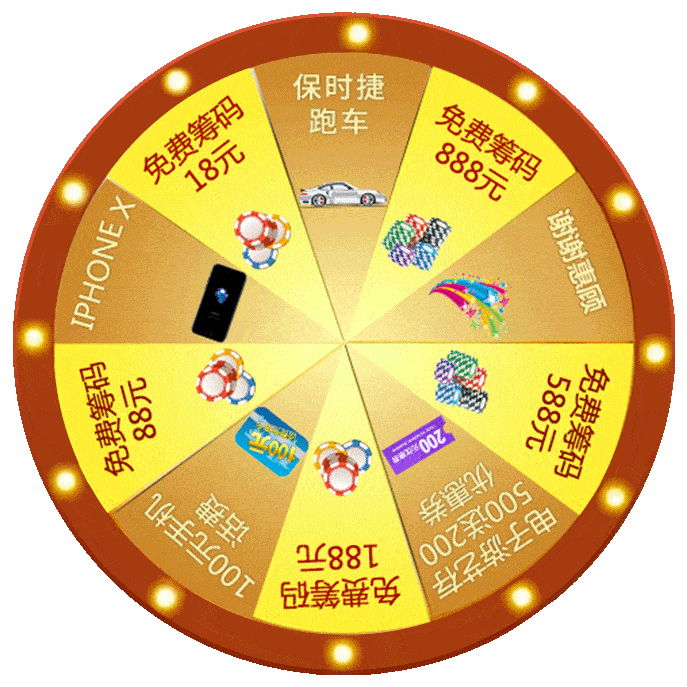 保时捷
跑车
免费筹码
888元
谢谢惠顾
免费筹码
588元
电子游艺存
500送200
优惠券
200
免费筹码
188元
100元手机
话费
100元
免费筹码
88元
IPHONE X
免费筹码
18元